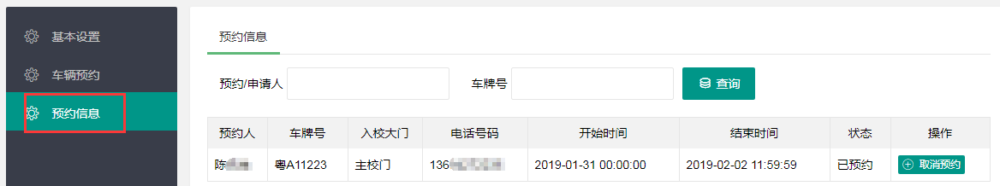 基本设置
车辆预约
预约信息
预约信息
预约/申请人 车牌号 查询
预约人 车牌号 入校大门 电话号码 开始时间 结束时间 状态 操作
陈 粤A11223 主校门 136 2019-01-31 00:00:00 2019-02-02 11:59:59 已预约 取消预约